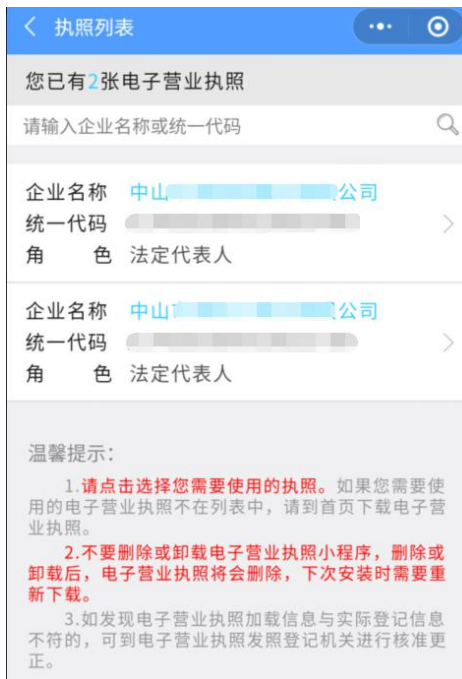 执照列表
您已有2张电子营业执照
请输入企业名称或统一代码
企业名称 中山 公司
统一代码
角 色 法定代表人
企业名称 中山 公司
统一代码
角 色 法定代表人
温馨提示:
1.请点击选择您需要使用的执照。如果您需要使
用的电子营业执照不在列表中，请到首页下载电子营
业执照。
2.不要删除或卸载电子营业执照小程序，删除或
卸载后，电子营业执照将会删除，下次安装时需要重
新下载。
3.如发现电子营业执照加载信息与实际登记信息
不符的，可到电子营业执照发照登记机关进行核准更
正。